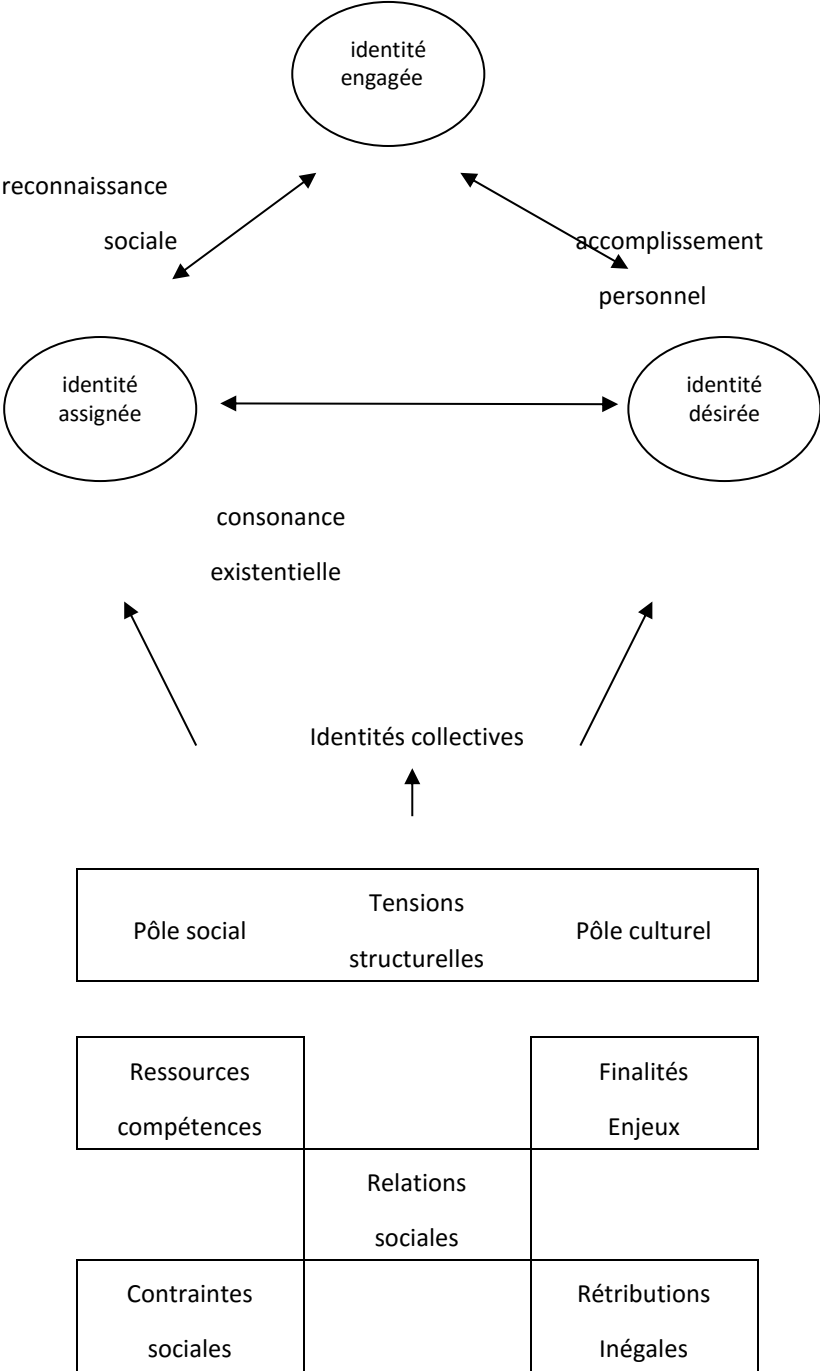 identité
engagée
reconnaissance
sociale
accomplissement
personnel
identité
assignée
identité
désirée
consonance
existentielle
Identités collectives
Pôle social
Tensions
structurelles
Pôle culturel
Ressources
compétences
Finalités
Enjeux
Relations
sociales
Contraintes
sociales
Rétributions
Inégales